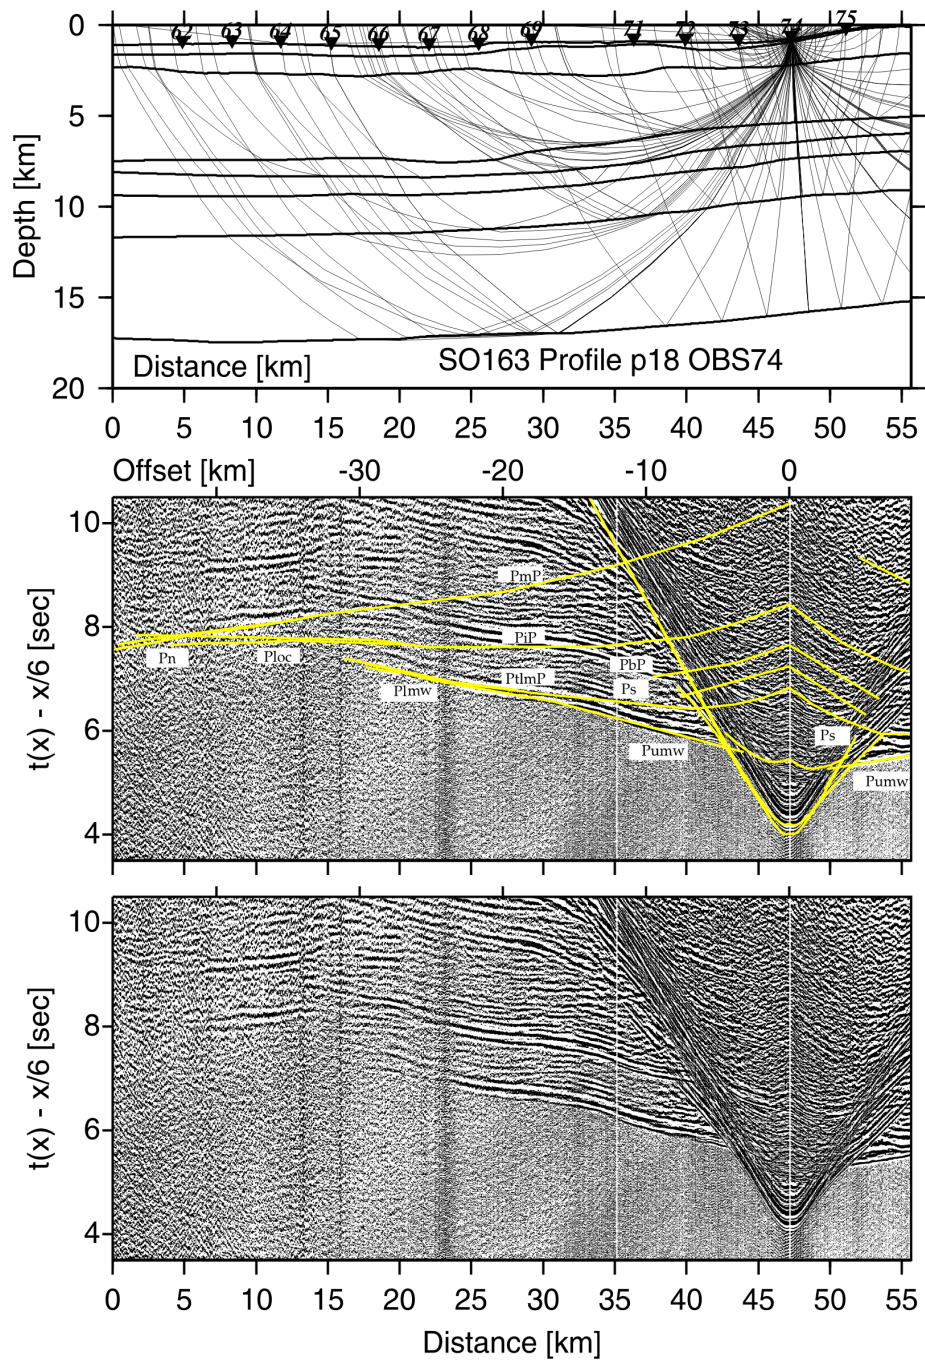 0
62 63 64 65 66 67 68 69 71 72 73 74 75
5
10
15
20
Depth [km]
Distance [km] SO163 Profile p18 OBS74
0 5 10 15 20 25 30 35 40 45 50 55
Offset [km] -30 -20 -10 0
10
8
6
4
t(x) - x/6 [sec]
PmP
PiP
Pn Ploc PbP
PtlmP
Plmw Ps
Ps
Pumw
Pumw
10
8
6
4
t(x) - x/6 [sec]
0 5 10 15 20 25 30 35 40 45 50 55
Distance [km]